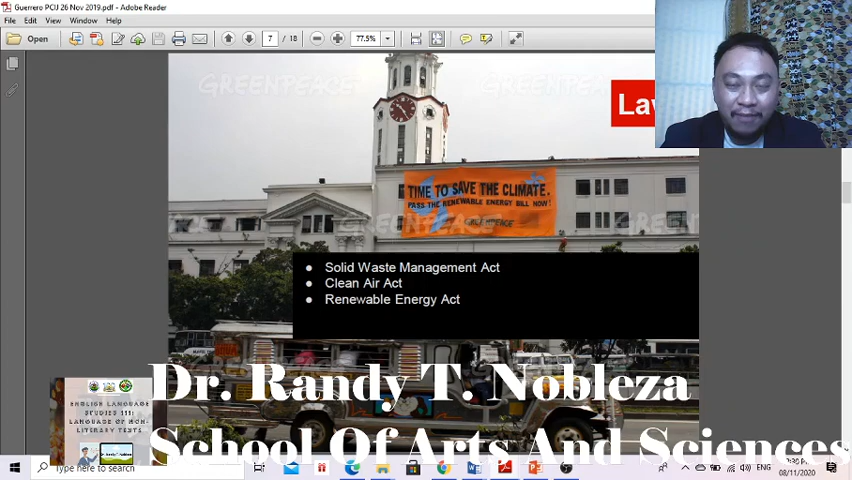 Guerrero PCIJ 26 Nov 2019.pdf - Adobe Reader
File Edit View Window Help
Open
7 / 18
77.5%
GREENPEACE
GREENPEACE
Law
TIME TO SAVE THE CLIMATE.
PASS THE RENEWABLE ENERGY BILL NOW!
GREENPEACE
Solid Waste Management Act
Clean Air Act
Renewable Energy Act
Dr. Randy T. Nobleza
School Of Arts And Sciences
ENGLISH LANGUAGE
STUDIES 111:
LANGUAGE OF NON-
LITERARY TEXTS
Type here to search
ENG
08/11/2020